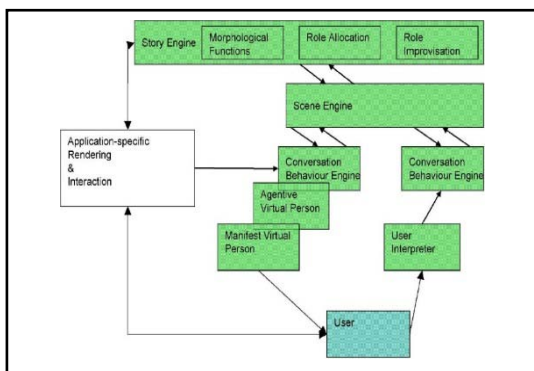 Story Engine
Morphological
Functions
Role Allocation
Role
Improvisation
Scene Engine
Application-specific
Rendering
&
Interaction
Conversation
Behaviour Engine
Conversation
Behaviour Engine
Agentive
Virtual Person
Manifest Virtual
Person
User
Interpreter
User